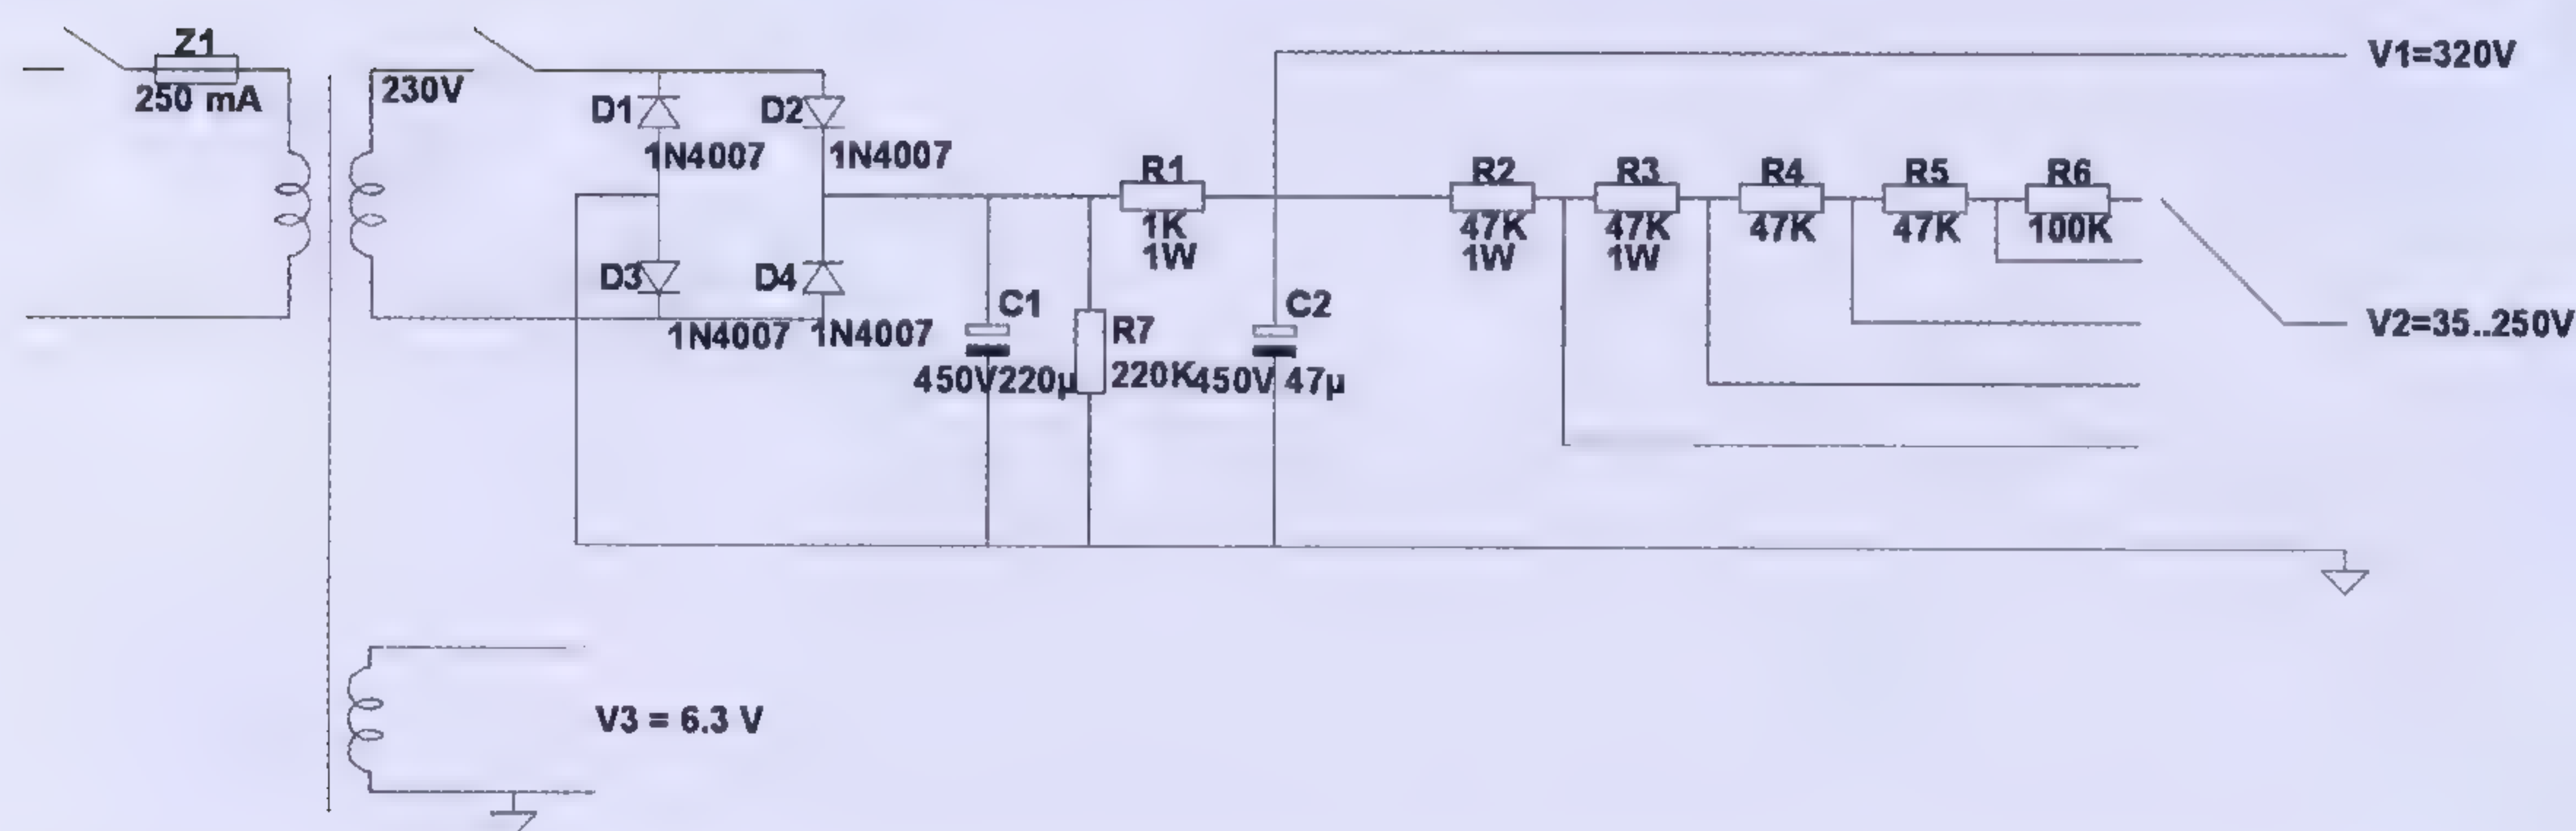 Z1
250 mA
230V
D1
1N4007
D2
1N4007
D3
1N4007
D4
1N4007
C1
450V220µ
R7
220K
R1
1K
1W
C2
450V 47µ
R2
47K
1W
R3
47K
1W
R4
47K
R5
47K
R6
100K
V1=320V
V2=35..250V
V3 = 6.3 V